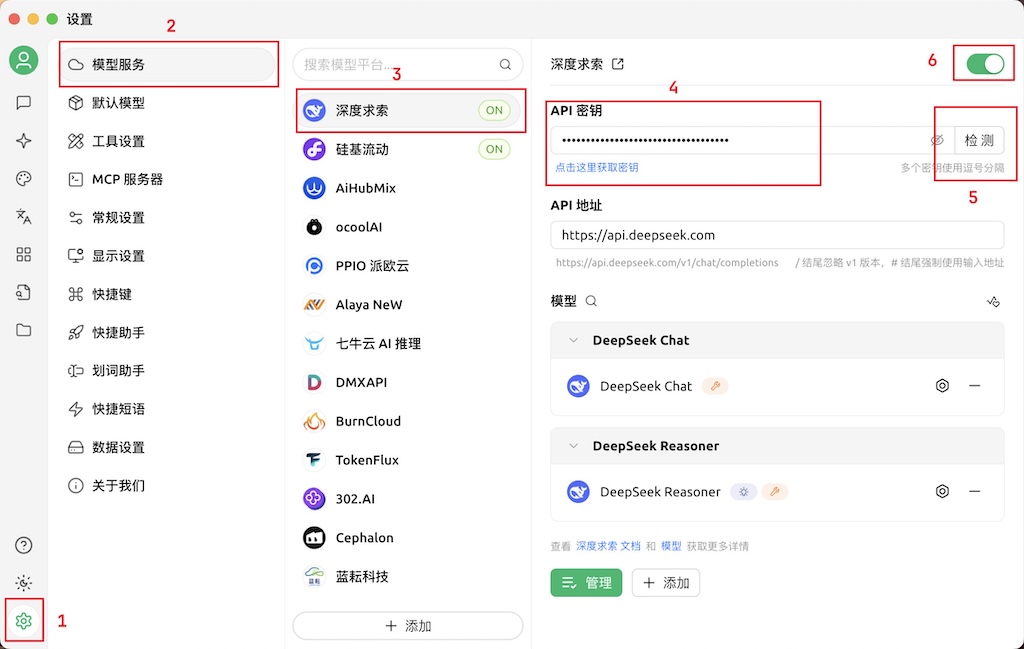 设置
2
模型服务
默认模型
工具设置
MCP 服务器
常规设置
显示设置
快捷键
快捷助手
划词助手
快捷短语
数据设置
关于我们
1
搜索模型平台...
3
深度求索
ON
硅基流动
ON
AiHubMix
ocoolAI
PPIO 派欧云
Alaya NeW
七牛云 AI 推理
DMXAPI
BurnCloud
TokenFlux
302.AI
Cephalon
蓝耘科技
+ 添加
深度求索
6
4
API 密钥
••••••••••••••••••••••••••••••••••• 检 测
点击这里获取密钥
多个密钥使用逗号分隔
5
API 地址
https://api.deepseek.com
https://api.deepseek.com/v1/chat/completions
/ 结尾忽略 v1 版本，# 结尾强制使用输入地址
模型
DeepSeek Chat
DeepSeek Chat
DeepSeek Reasoner
DeepSeek Reasoner
查看 深度求索 文档 和 模型 获取更多详情
管理
+ 添加